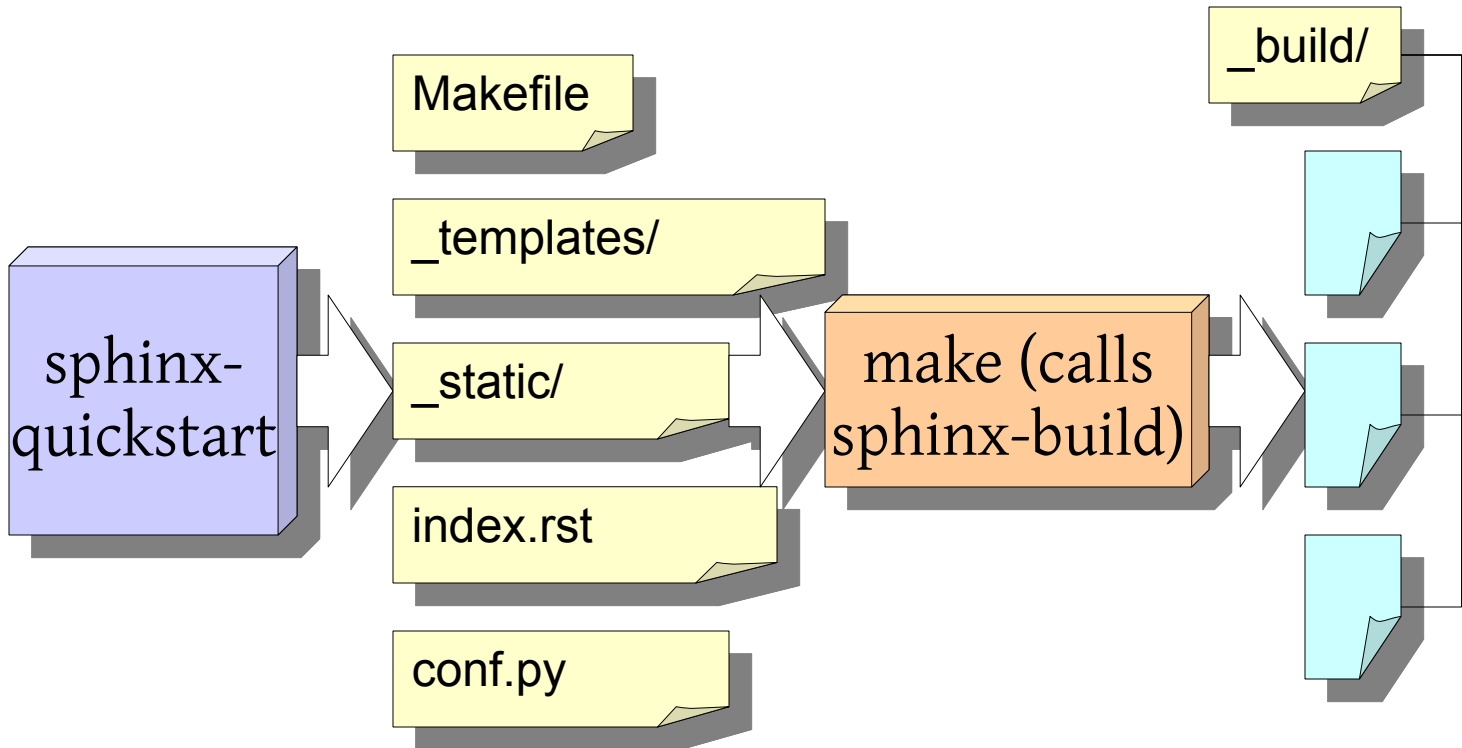 sphinx-
quickstart
Makefile
_templates/
_static/
index.rst
conf.py
make (calls
sphinx-build)
_build/